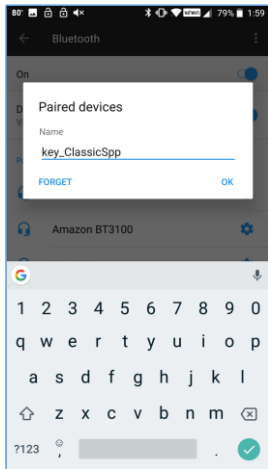 80° 79% 1:59
Bluetooth
On
D
V
Paired devices
Name
key_ClassicSpp
FORGET OK
Amazon BT3100
G
1 2 3 4 5 6 7 8 9 0
q w e r t y u i o p
a s d f g h j k l
z x c v b n m
?123 , .